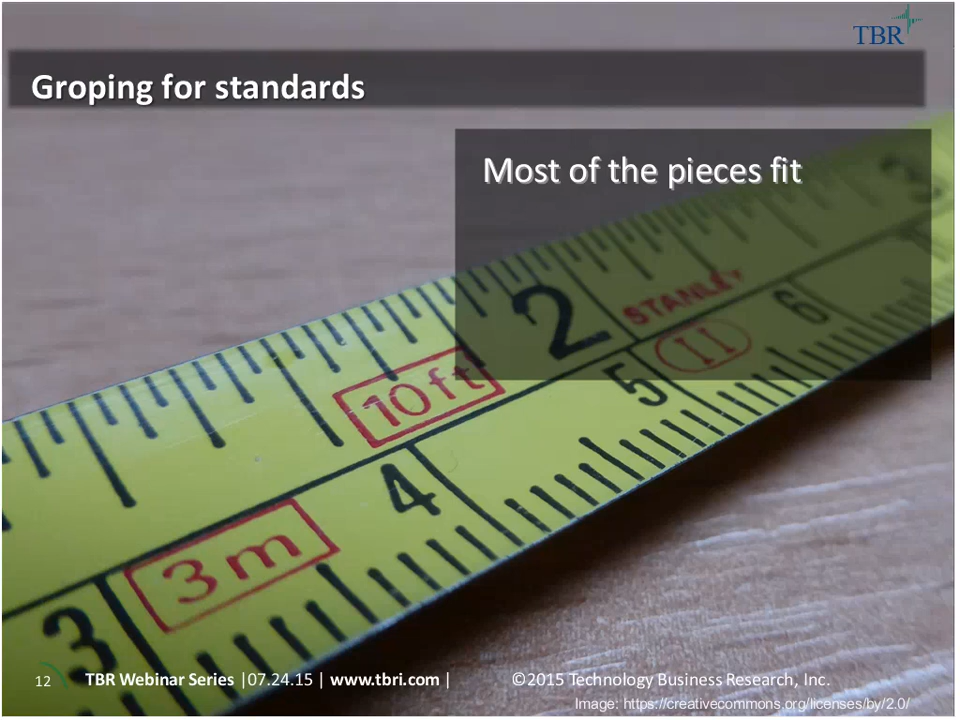 TBR
Groping for standards
Most of the pieces fit
3
2
STANLEY
6
II
10ft
5
4
3m
3
12 TBR Webinar Series |07.24.15 | www.tbri.com | ©2015 Technology Business Research, Inc.
Image: https://creativecommons.org/licenses/by/2.0/